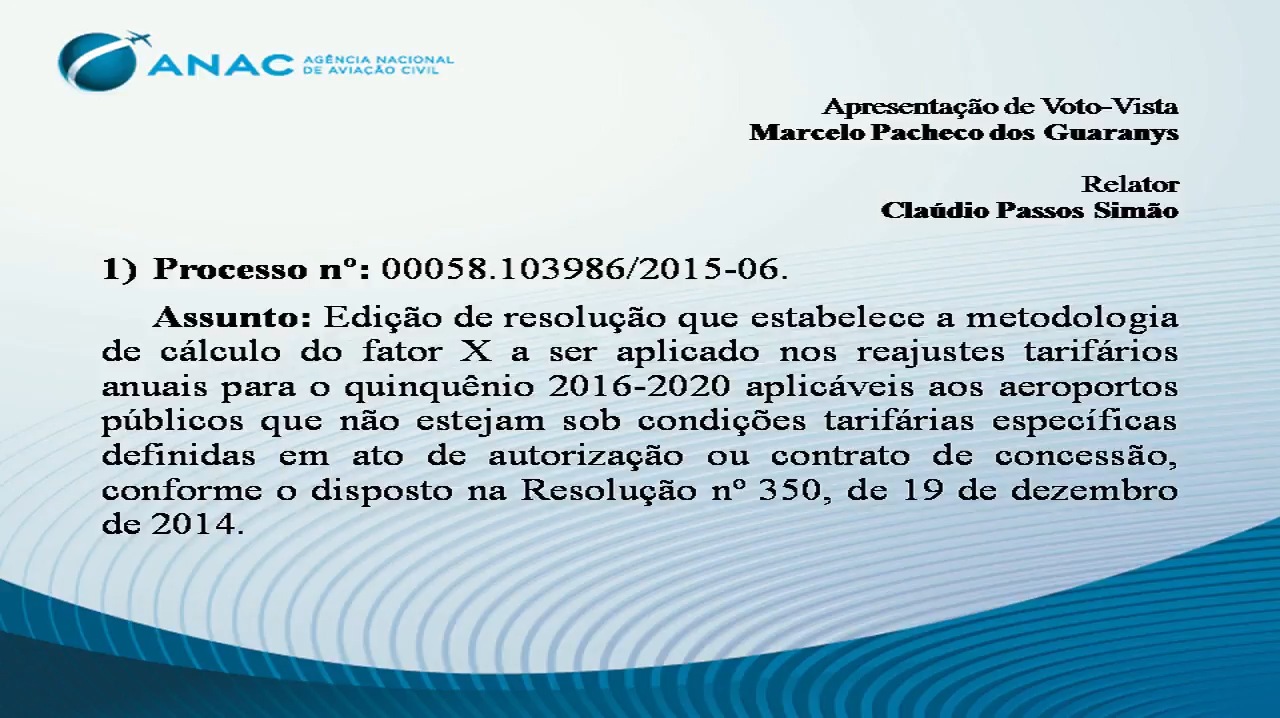 ANAC AGÊNCIA NACIONAL
DE AVIAÇÃO CIVIL
Apresentação de Voto-Vista
Marcelo Pacheco dos Guaranys
Relator
Claúdio Passos Simão
1) Processo nº: 00058.103986/2015-06.
Assunto: Edição de resolução que estabelece a metodologia
de cálculo do fator X a ser aplicado nos reajustes tarifários
anuais para o quinquênio 2016-2020 aplicáveis aos aeroportos
públicos que não estejam sob condições tarifárias específicas
definidas em ato de autorização ou contrato de concessão,
conforme o disposto na Resolução nº 350, de 19 de dezembro
de 2014.